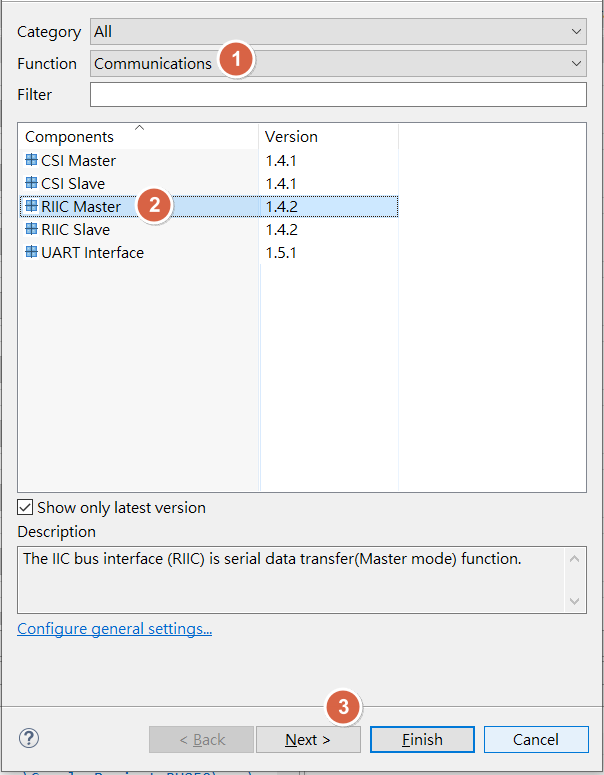 Category All
Function Communications 1
Filter
Components Version
CSI Master 1.4.1
CSI Slave 1.4.1
RIIC Master 2 1.4.2
RIIC Slave 1.4.2
UART Interface 1.5.1
Show only latest version
Description
The IIC bus interface (RIIC) is serial data transfer(Master mode) function.
Configure general settings...
3
? < Back Next > Finish Cancel